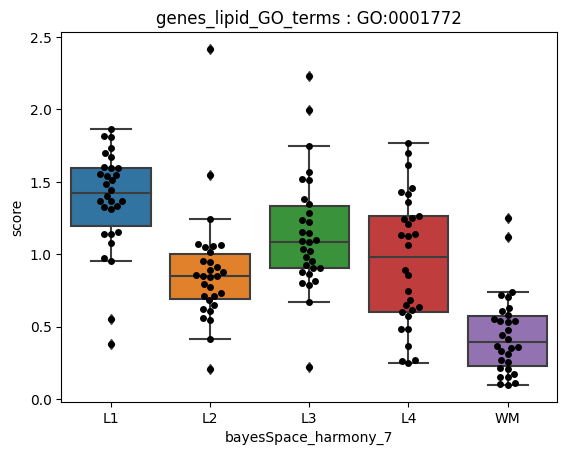 genes_lipid_GO_terms : GO:0001772
2.5
2.0
1.5
1.0
0.5
0.0
score
L1 L2 L3 L4 WM
bayesSpace_harmony_7